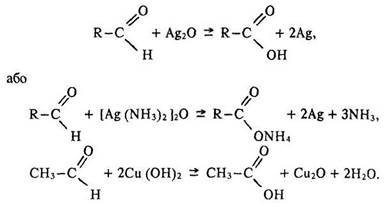 R–C(=O)–H + Ag₂O ⇄ R–C(=O)–OH + 2Ag,
або
R–C(=O)–H + [Ag (NH₃)₂]₂O ⇄ R–C(=O)–ONH₄ + 2Ag + 3NH₃,
CH₃–C(=O)–H + 2Cu (OH)₂ ⇄ CH₃–C(=O)–OH + Cu₂O + 2H₂O.